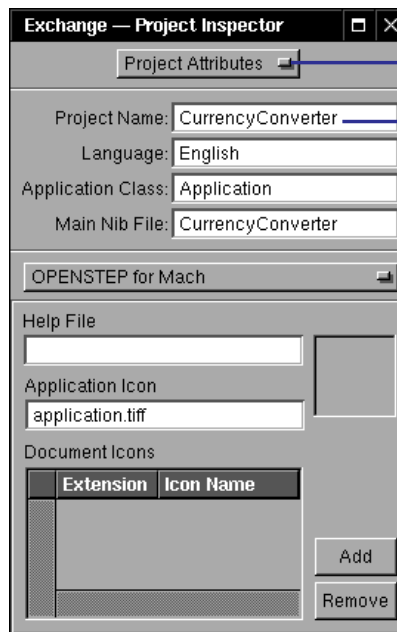 Exchange — Project Inspector
Project Attributes
Project Name: CurrencyConverter
Language: English
Application Class: Application
Main Nib File: CurrencyConverter
OPENSTEP for Mach
Help File
Application Icon
application.tiff
Document Icons
Extension Icon Name
Add
Remove